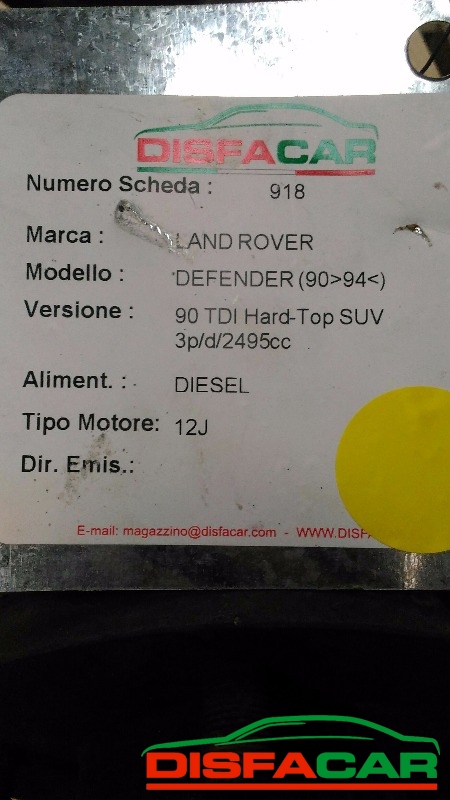 DISFACAR
Numero Scheda : 918
Marca : LAND ROVER
Modello : DEFENDER (90>94<)
Versione : 90 TDI Hard-Top SUV
3p/d/2495cc
Aliment. : DIESEL
Tipo Motore: 12J
Dir. Emis.:
E-mail: magazzino@disfacar.com - WWW.DISFA
DISFACAR